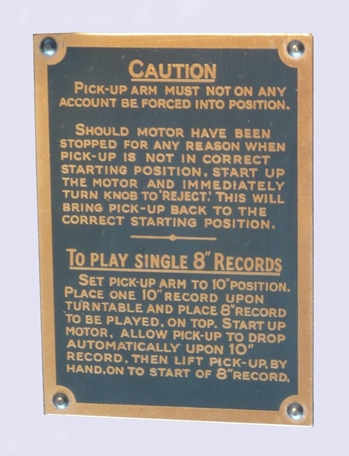 CAUTION
PICK-UP ARM MUST NOT ON ANY
ACCOUNT BE FORCED INTO POSITION.
SHOULD MOTOR HAVE BEEN
STOPPED FOR ANY REASON WHEN
PICK-UP IS NOT IN CORRECT
STARTING POSITION, START UP
THE MOTOR AND IMMEDIATELY
TURN KNOB TO 'REJECT.' THIS WILL
BRING PICK-UP BACK TO THE
CORRECT STARTING POSITION.
TO PLAY SINGLE 8" RECORDS
SET PICK-UP ARM TO 10" POSITION.
PLACE ONE 10" RECORD UPON
TURNTABLE AND PLACE 8" RECORD
TO BE PLAYED, ON TOP. START UP
MOTOR, ALLOW PICK-UP TO DROP
AUTOMATICALLY UPON 10"
RECORD, THEN LIFT PICK-UP, BY
HAND, ON TO START OF 8" RECORD.